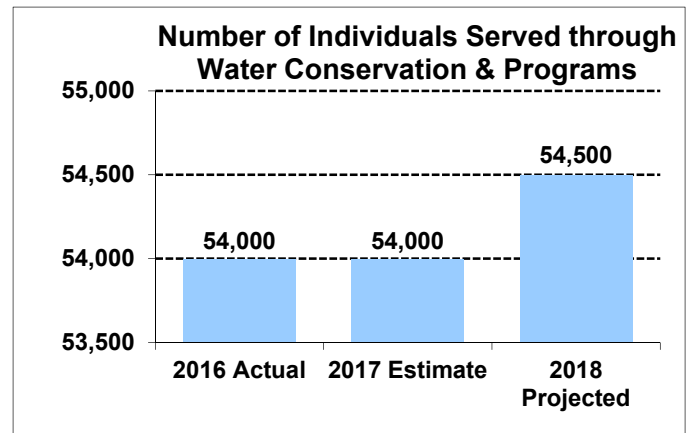 Number of Individuals Served through
Water Conservation & Programs
55,000
54,500
54,000
53,500
54,000
54,000
54,500
2016 Actual
2017 Estimate
2018
Projected